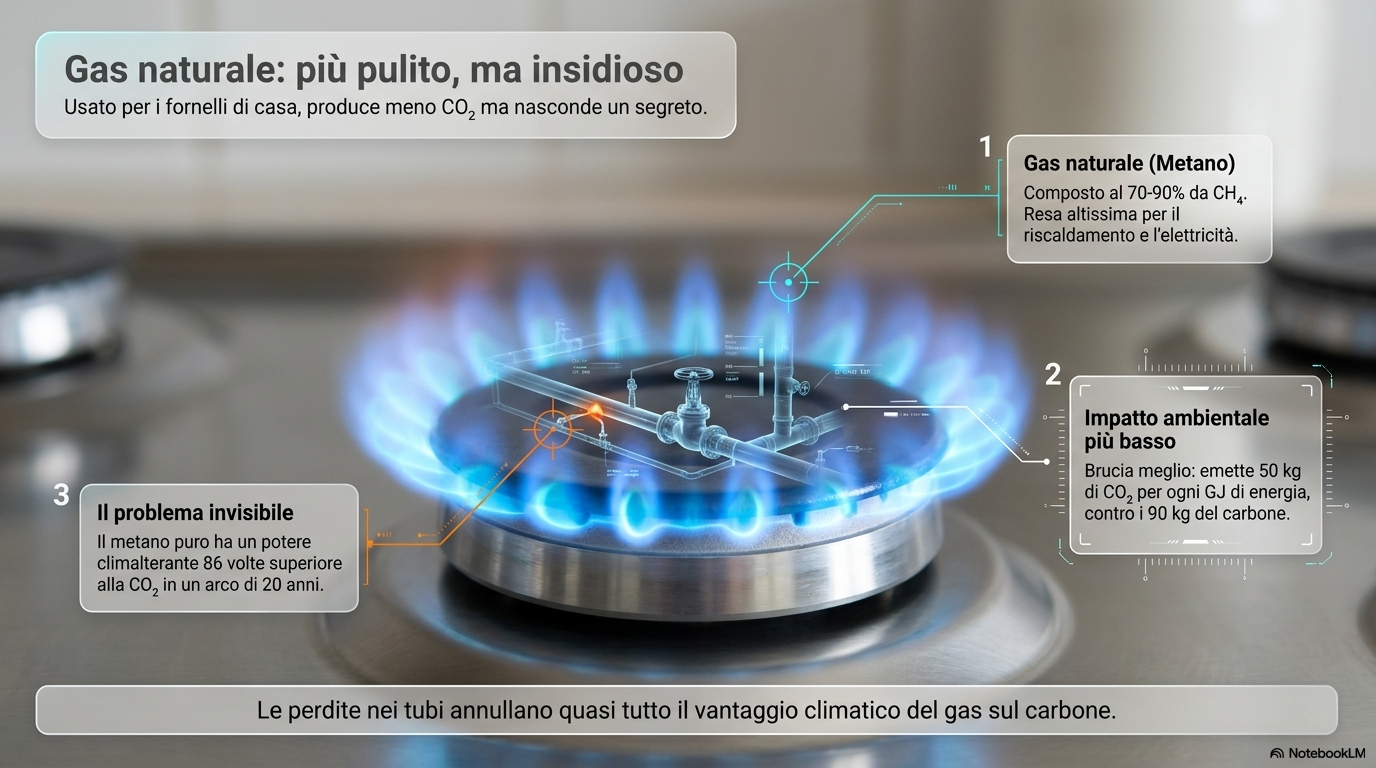 Gas naturale: più pulito, ma insidioso
Usato per i fornelli di casa, produce meno CO₂ ma nasconde un segreto.
1
Gas naturale (Metano)
Composto al 70-90% da CH₄.
Resa altissima per il
riscaldamento e l'elettricità.
2
Impatto ambientale
più basso
Brucia meglio: emette 50 kg
di CO₂ per ogni GJ di energia,
contro i 90 kg del carbone.
3
Il problema invisibile
Il metano puro ha un potere
climalterante 86 volte superiore
alla CO₂ in un arco di 20 anni.
Le perdite nei tubi annullano quasi tutto il vantaggio climatico del gas sul carbone.
NotebookLM